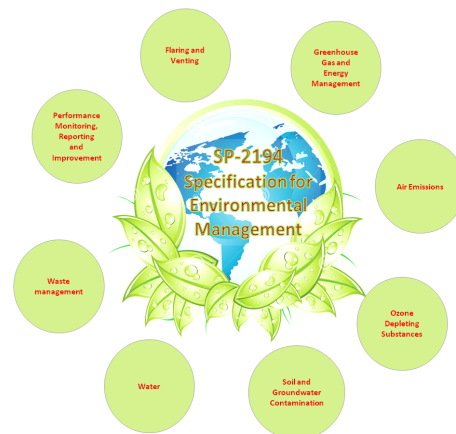 Flaring and
Venting
Greenhouse
Gas and
Energy
Management
Performance
Monitoring,
Reporting
and
Improvement
SP-2194
Specification for
Environmental
Management
Air Emissions
Waste
management
Ozone
Depleting
Substances
Water
Soil and
Groundwater
Contamination